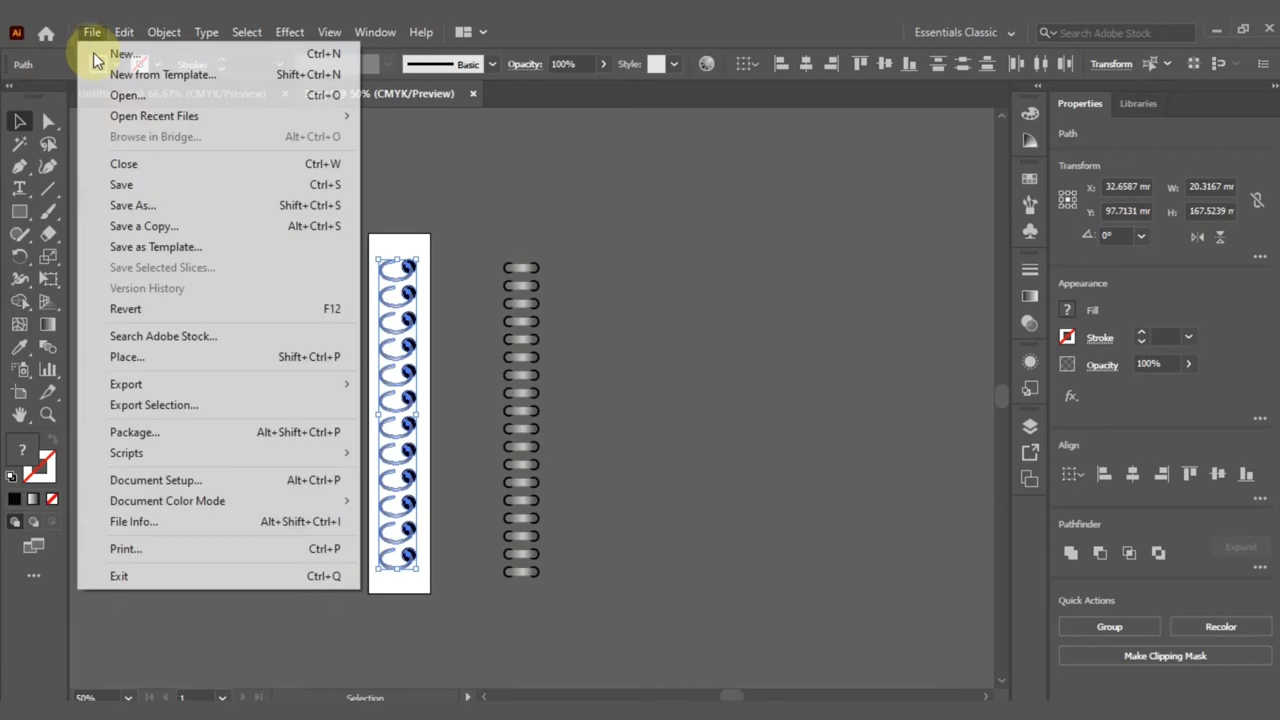 Ai File Edit Object Type Select Effect View Window Help Essentials Classic Search Adobe Stock
Path Stroke: Basic Opacity: 100% Style: Transform
(CMYK/Preview) 50% (CMYK/Preview)
New... Ctrl+N
New from Template... Shift+Ctrl+N
Open... Ctrl+O
Open Recent Files
Browse in Bridge... Alt+Ctrl+O
Close Ctrl+W
Save Ctrl+S
Save As... Shift+Ctrl+S
Save a Copy... Alt+Ctrl+S
Save as Template...
Save Selected Slices...
Version History
Revert F12
Search Adobe Stock...
Place... Shift+Ctrl+P
Export
Export Selection...
Package... Alt+Shift+Ctrl+P
Scripts
Document Setup... Alt+Ctrl+P
Document Color Mode
File Info... Alt+Shift+Ctrl+I
Print... Ctrl+P
Exit Ctrl+Q
?
Properties Libraries
Path
Transform
X: 32.6587 mr W: 20.3167 mr
Y: 97.7131 mr H: 167.5239 r
0°
Appearance
? Fill
Stroke
Opacity 100%
fx.
Align
Pathfinder
Expand
Quick Actions
Group Recolor
Make Clipping Mask
50% 1 Selection